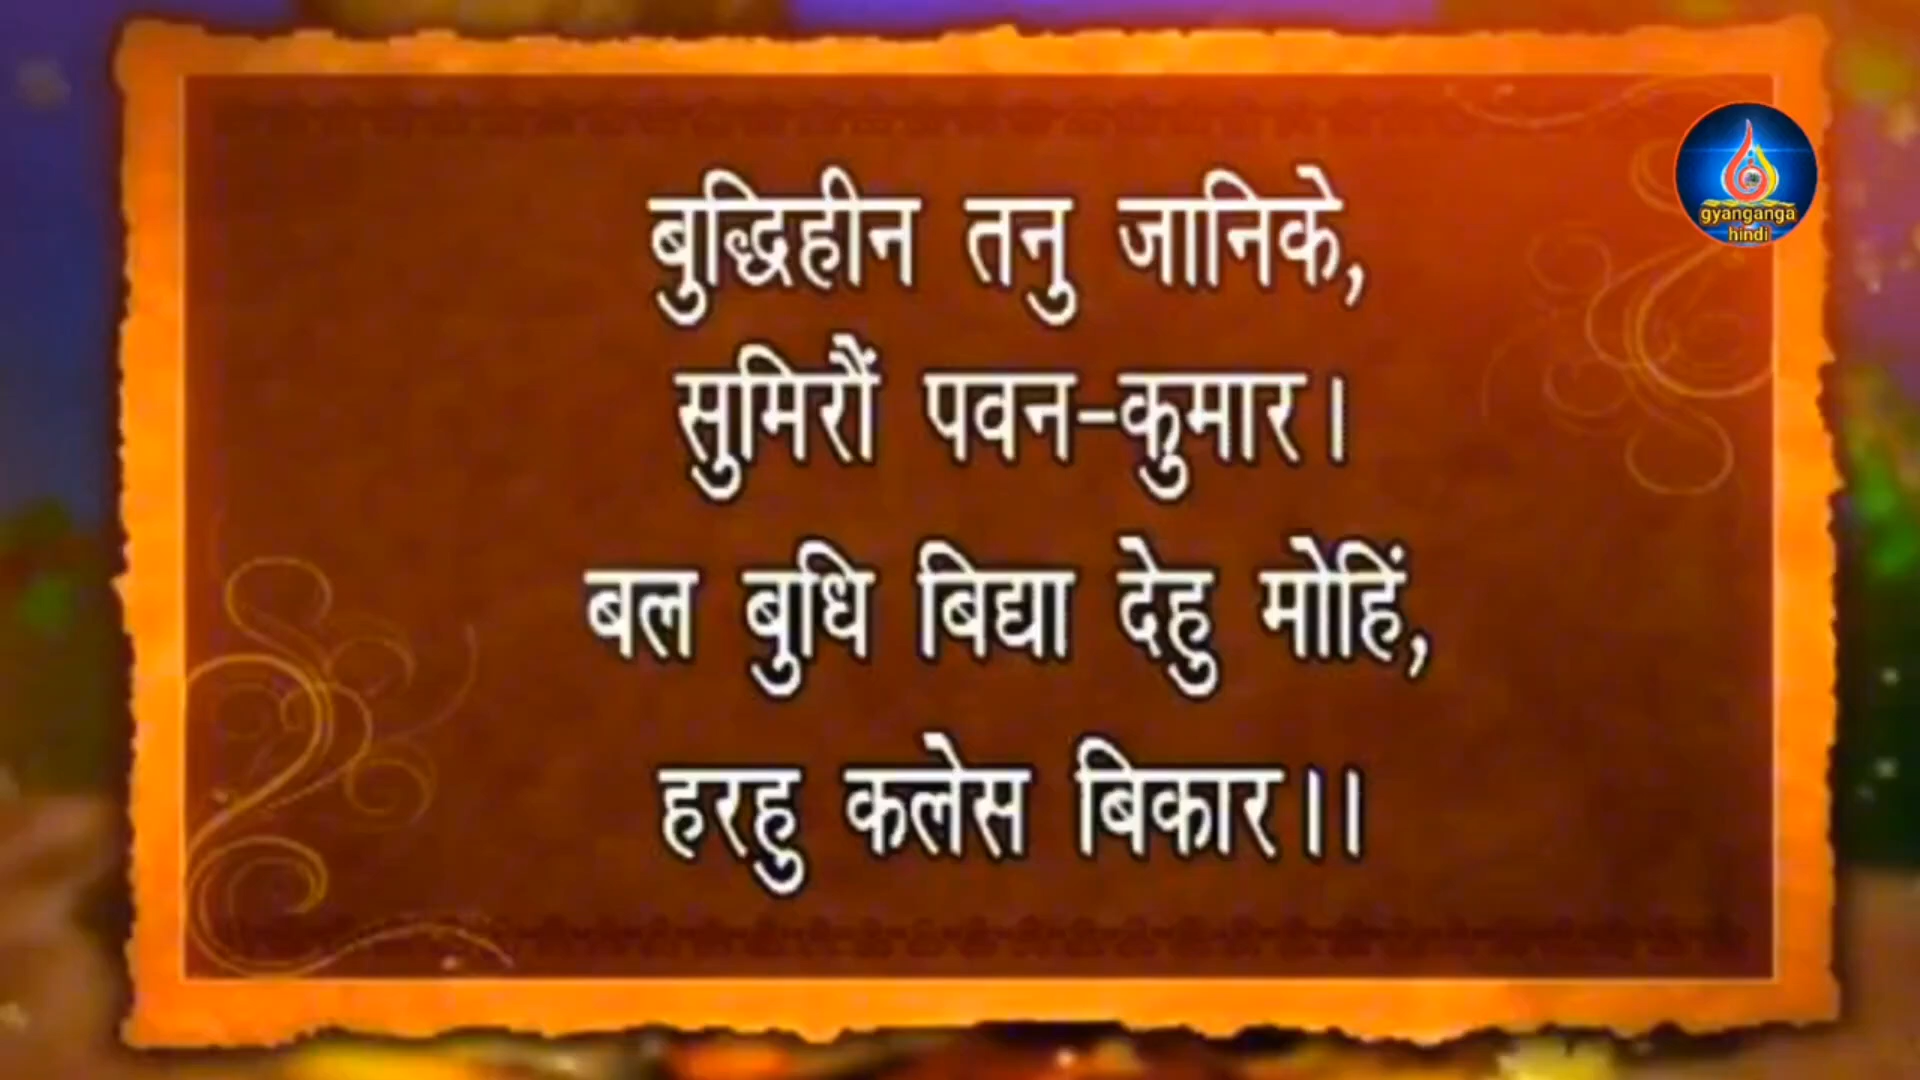 बुद्धिहीन तनु जानिके,
सुमिरौं पवन-कुमार।
बल बुधि बिद्या देहु मोहिं,
हरहु कलेस बिकार।।
gyanganga
hindi